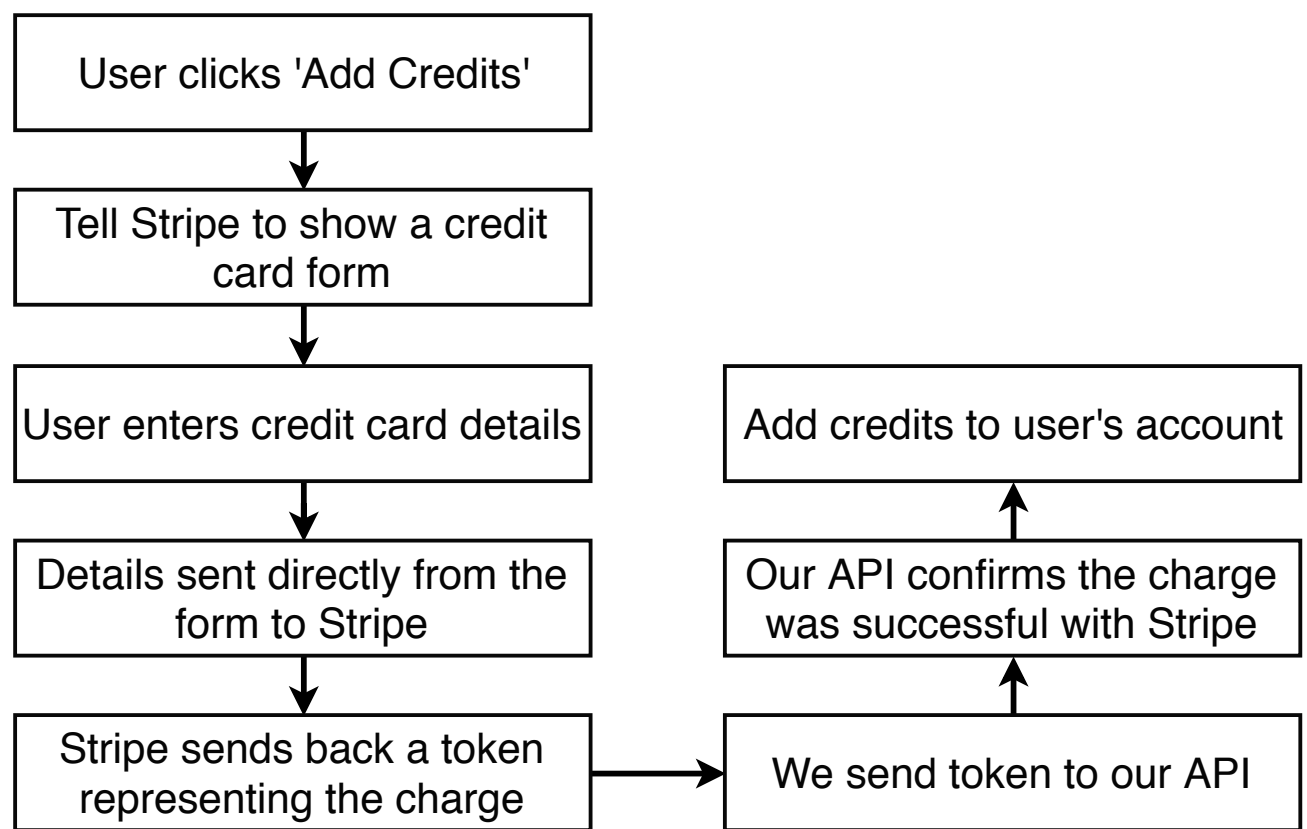 User clicks 'Add Credits'
Tell Stripe to show a credit
card form
User enters credit card details
Details sent directly from the
form to Stripe
Stripe sends back a token
representing the charge
We send token to our API
Our API confirms the charge
was successful with Stripe
Add credits to user's account